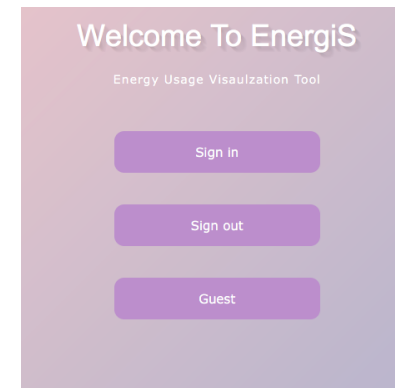 Welcome To EnergiS
Energy Usage Visaulzation Tool
Sign in
Sign out
Guest